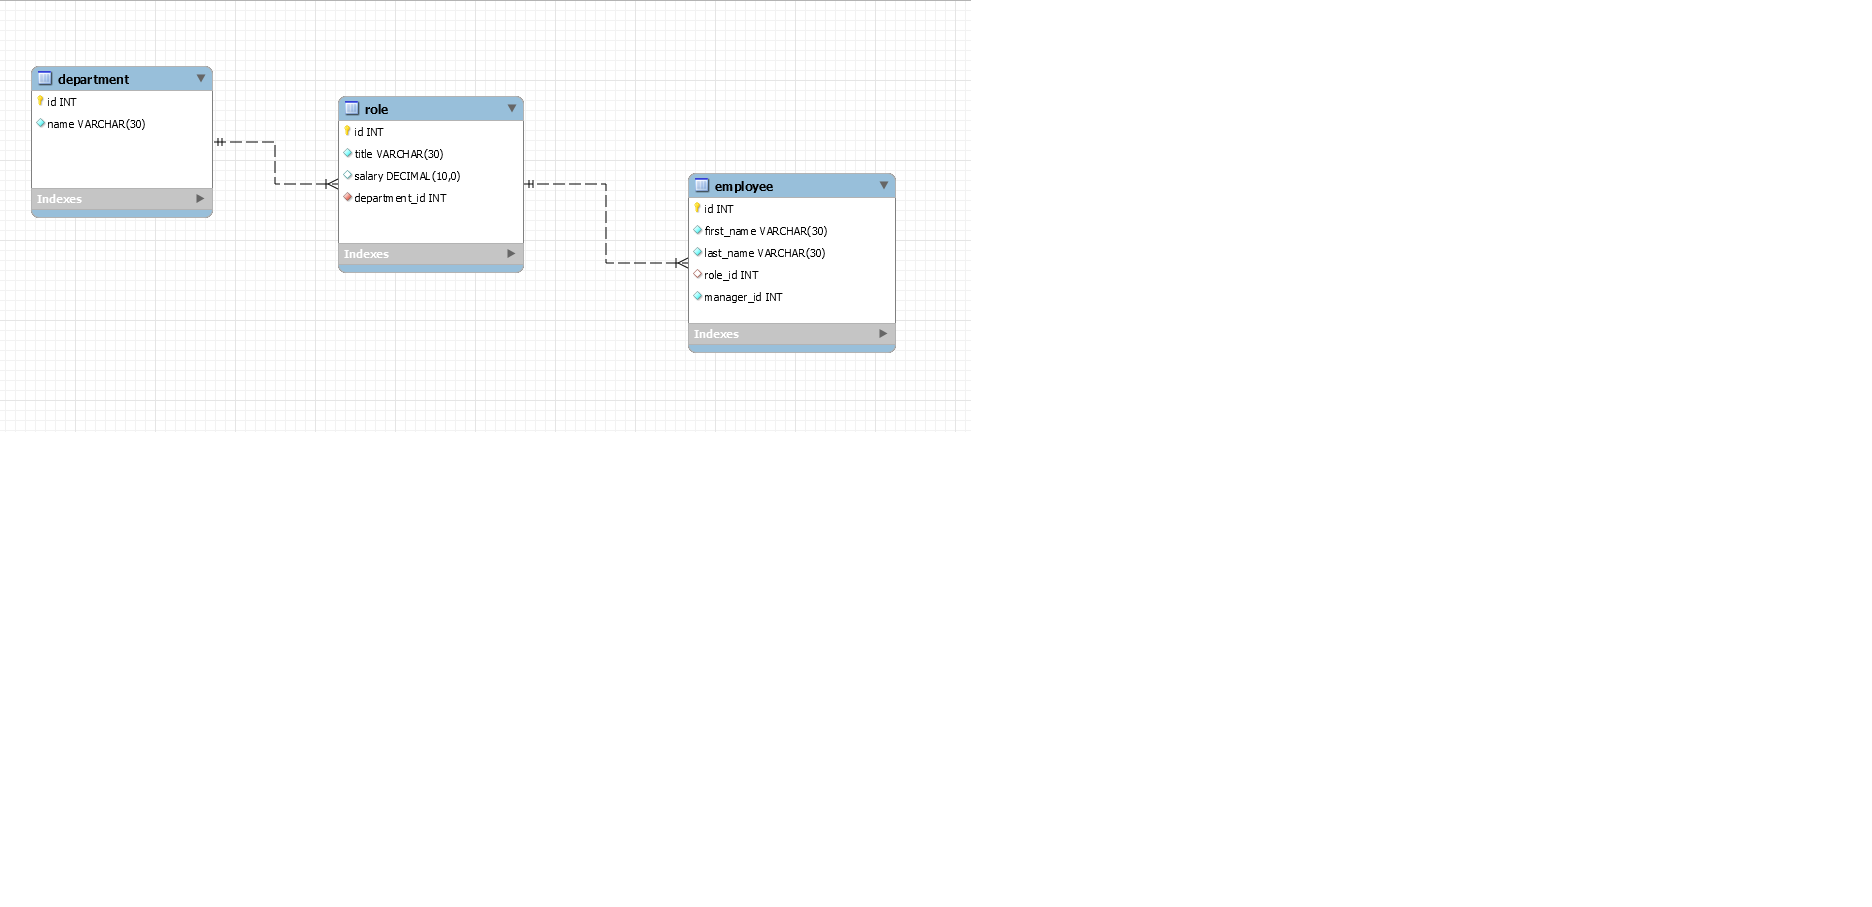 department
id INT
name VARCHAR(30)
Indexes
role
id INT
title VARCHAR(30)
salary DECIMAL(10,0)
department_id INT
Indexes
employee
id INT
first_name VARCHAR(30)
last_name VARCHAR(30)
role_id INT
manager_id INT
Indexes